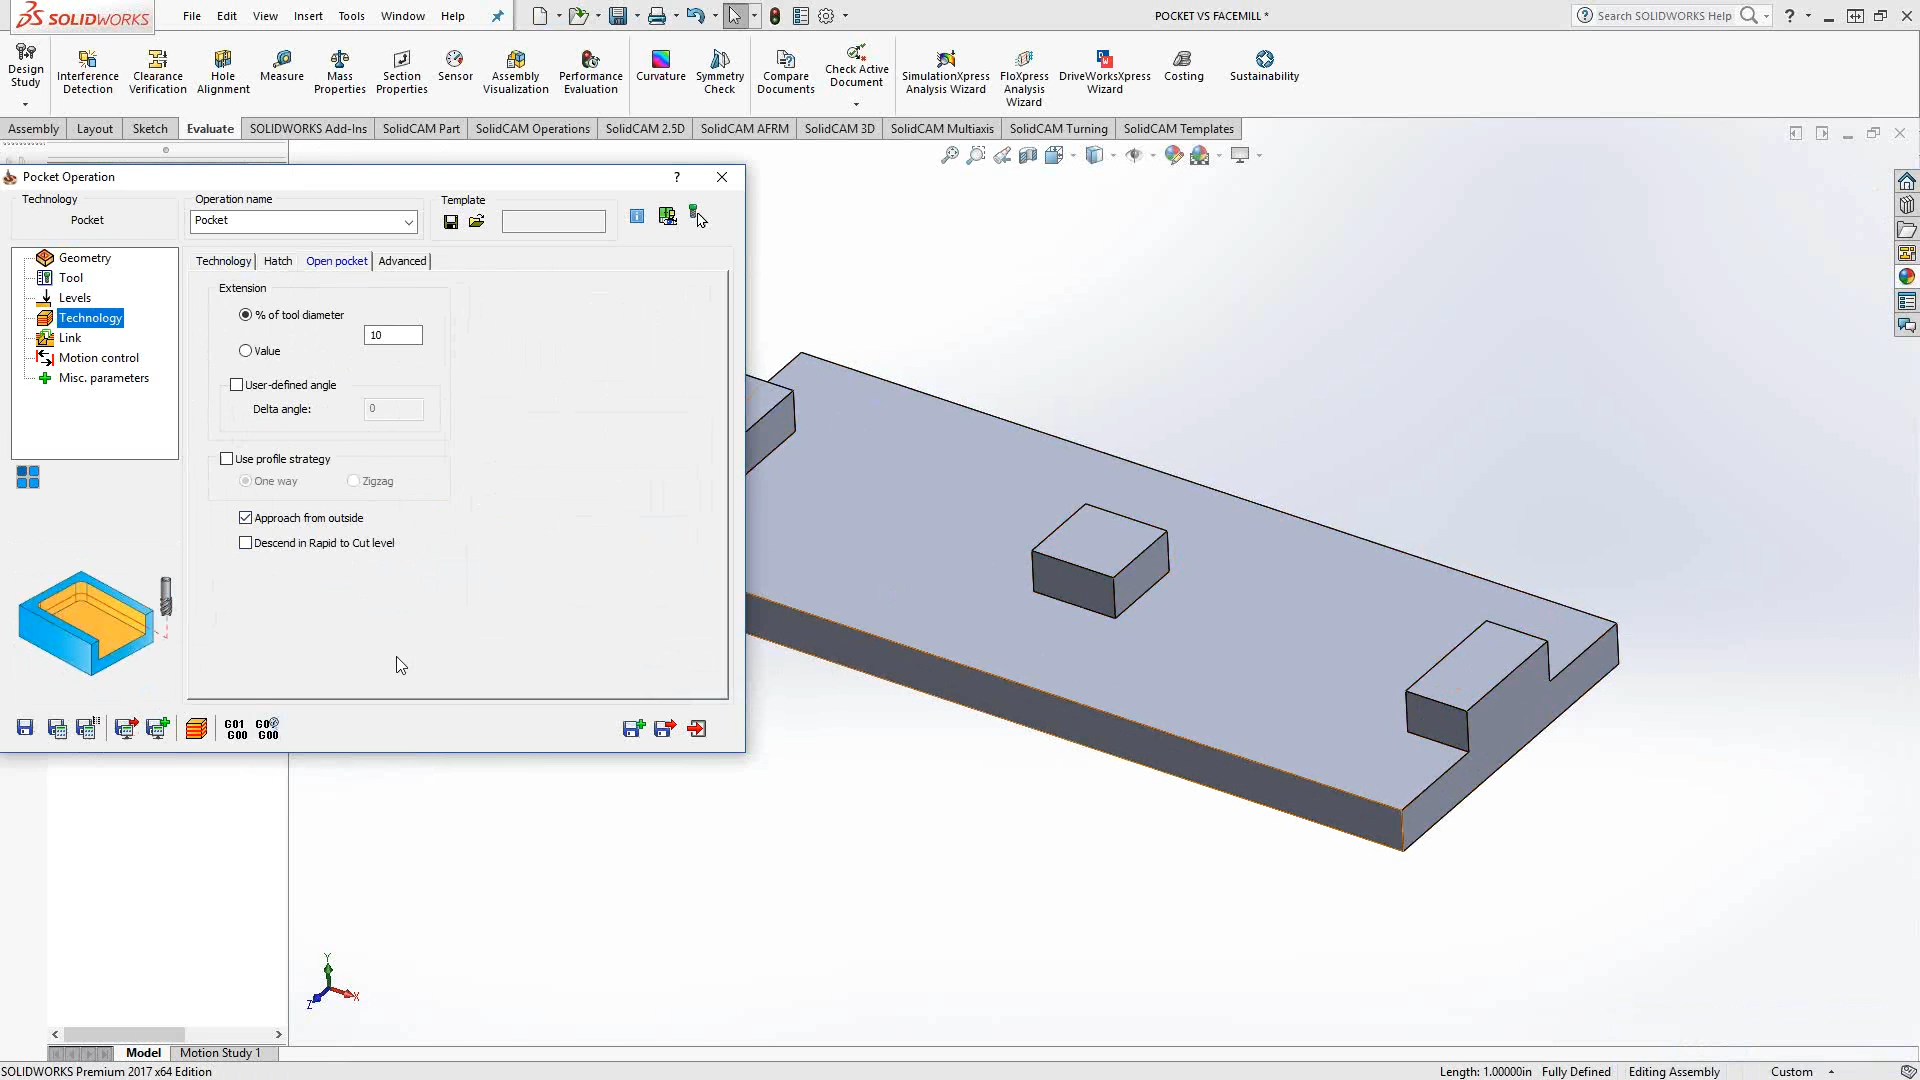 SOLIDWORKS File Edit View Insert Tools Window Help POCKET VS FACEMILL * Search SOLIDWORKS Help
Design Study
Interference Detection
Clearance Verification
Hole Alignment
Measure
Mass Properties
Section Properties
Sensor
Assembly Visualization
Performance Evaluation
Curvature
Symmetry Check
Compare Documents
Check Active Document
SimulationXpress Analysis Wizard
FloXpress Analysis Wizard
DriveWorksXpress Wizard
Costing
Sustainability
Assembly Layout Sketch Evaluate SOLIDWORKS Add-Ins SolidCAM Part SolidCAM Operations SolidCAM 2.5D SolidCAM AFRM SolidCAM 3D SolidCAM Multiaxis SolidCAM Turning SolidCAM Templates
Pocket Operation ?
Technology
Pocket
Operation name
Pocket
Template
Geometry
Tool
Levels
Technology
Link
Motion control
Misc. parameters
Technology Hatch Open pocket Advanced
Extension
% of tool diameter
10
Value
User-defined angle
Delta angle: 0
Use profile strategy
One way Zigzag
Approach from outside
Descend in Rapid to Cut level
G01 G00
G00
G00 G00
Y
X
Z
Model Motion Study 1
SOLIDWORKS Premium 2017 x64 Edition Length: 1.00000in Fully Defined Editing Assembly Custom